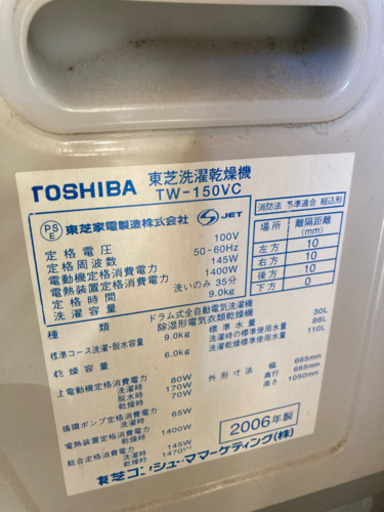 TOSHIBA 東芝洗濯乾燥機
TW-150VC
PS E 東芝家電製造株式会社 S JET
定格電圧 100V
定格周波数 50-60Hz
電動機定格消費電力 145W
電熱装置定格消費電力 1400W
定格時間 洗いのみ 35分
洗濯容量 9.0kg
消防法 基準適合 組込形
場所 離隔距離(mm)
左方 10
右方 10
後方 10
下方 0
種類 ドラム式全自動電気洗濯機
除湿形電気衣類乾燥機
標準コース洗濯・脱水容量 9.0kg
乾燥容量 6.0kg
標準水量 30L
洗濯の標準使用水量 86L
洗濯の標準使用水量 110L
上電動機定格消費電力
洗濯時 80W
脱水時 170W
乾燥時 70W
循環ポンプ定格消費電力
洗濯時 65W
電熱装置定格消費電力
乾燥時 1400W
総合定格消費電力
洗濯時 145W
乾燥時 1470W
外形寸法 幅 665mm
奥行 665mm
高さ 1050mm
2006年製
東芝コンシューママーケティング(株)